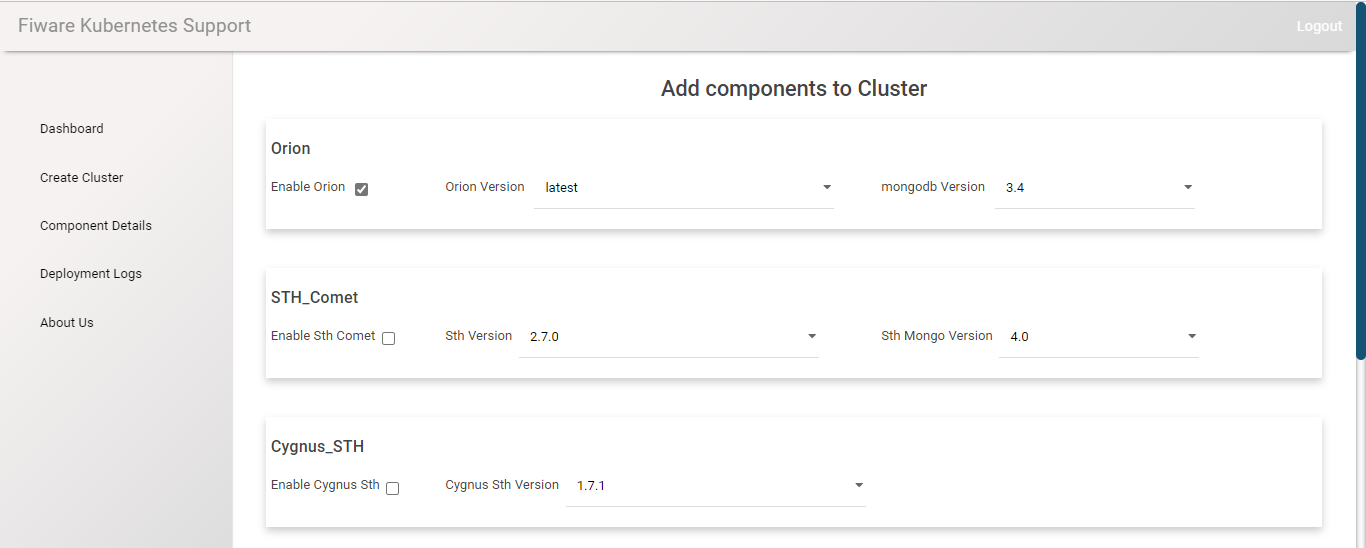 Fiware Kubernetes Support
Logout
Dashboard
Create Cluster
Component Details
Deployment Logs
About Us
Add components to Cluster
Orion
Enable Orion Orion Version latest mongodb Version 3.4
STH_Comet
Enable Sth Comet Sth Version 2.7.0 Sth Mongo Version 4.0
Cygnus_STH
Enable Cygnus Sth Cygnus Sth Version 1.7.1